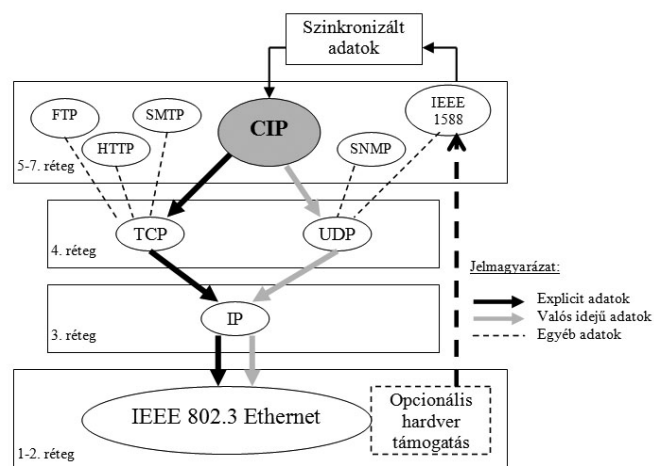 Szinkronizált
adatok
FTP
SMTP
HTTP
CIP
SNMP
IEEE
1588
5-7. réteg
TCP
UDP
4. réteg
Jelmagyarázat:
Explicit adatok
Valós idejű adatok
Egyéb adatok
IP
3. réteg
IEEE 802.3 Ethernet
Opcionális
hardver
támogatás
1-2. réteg